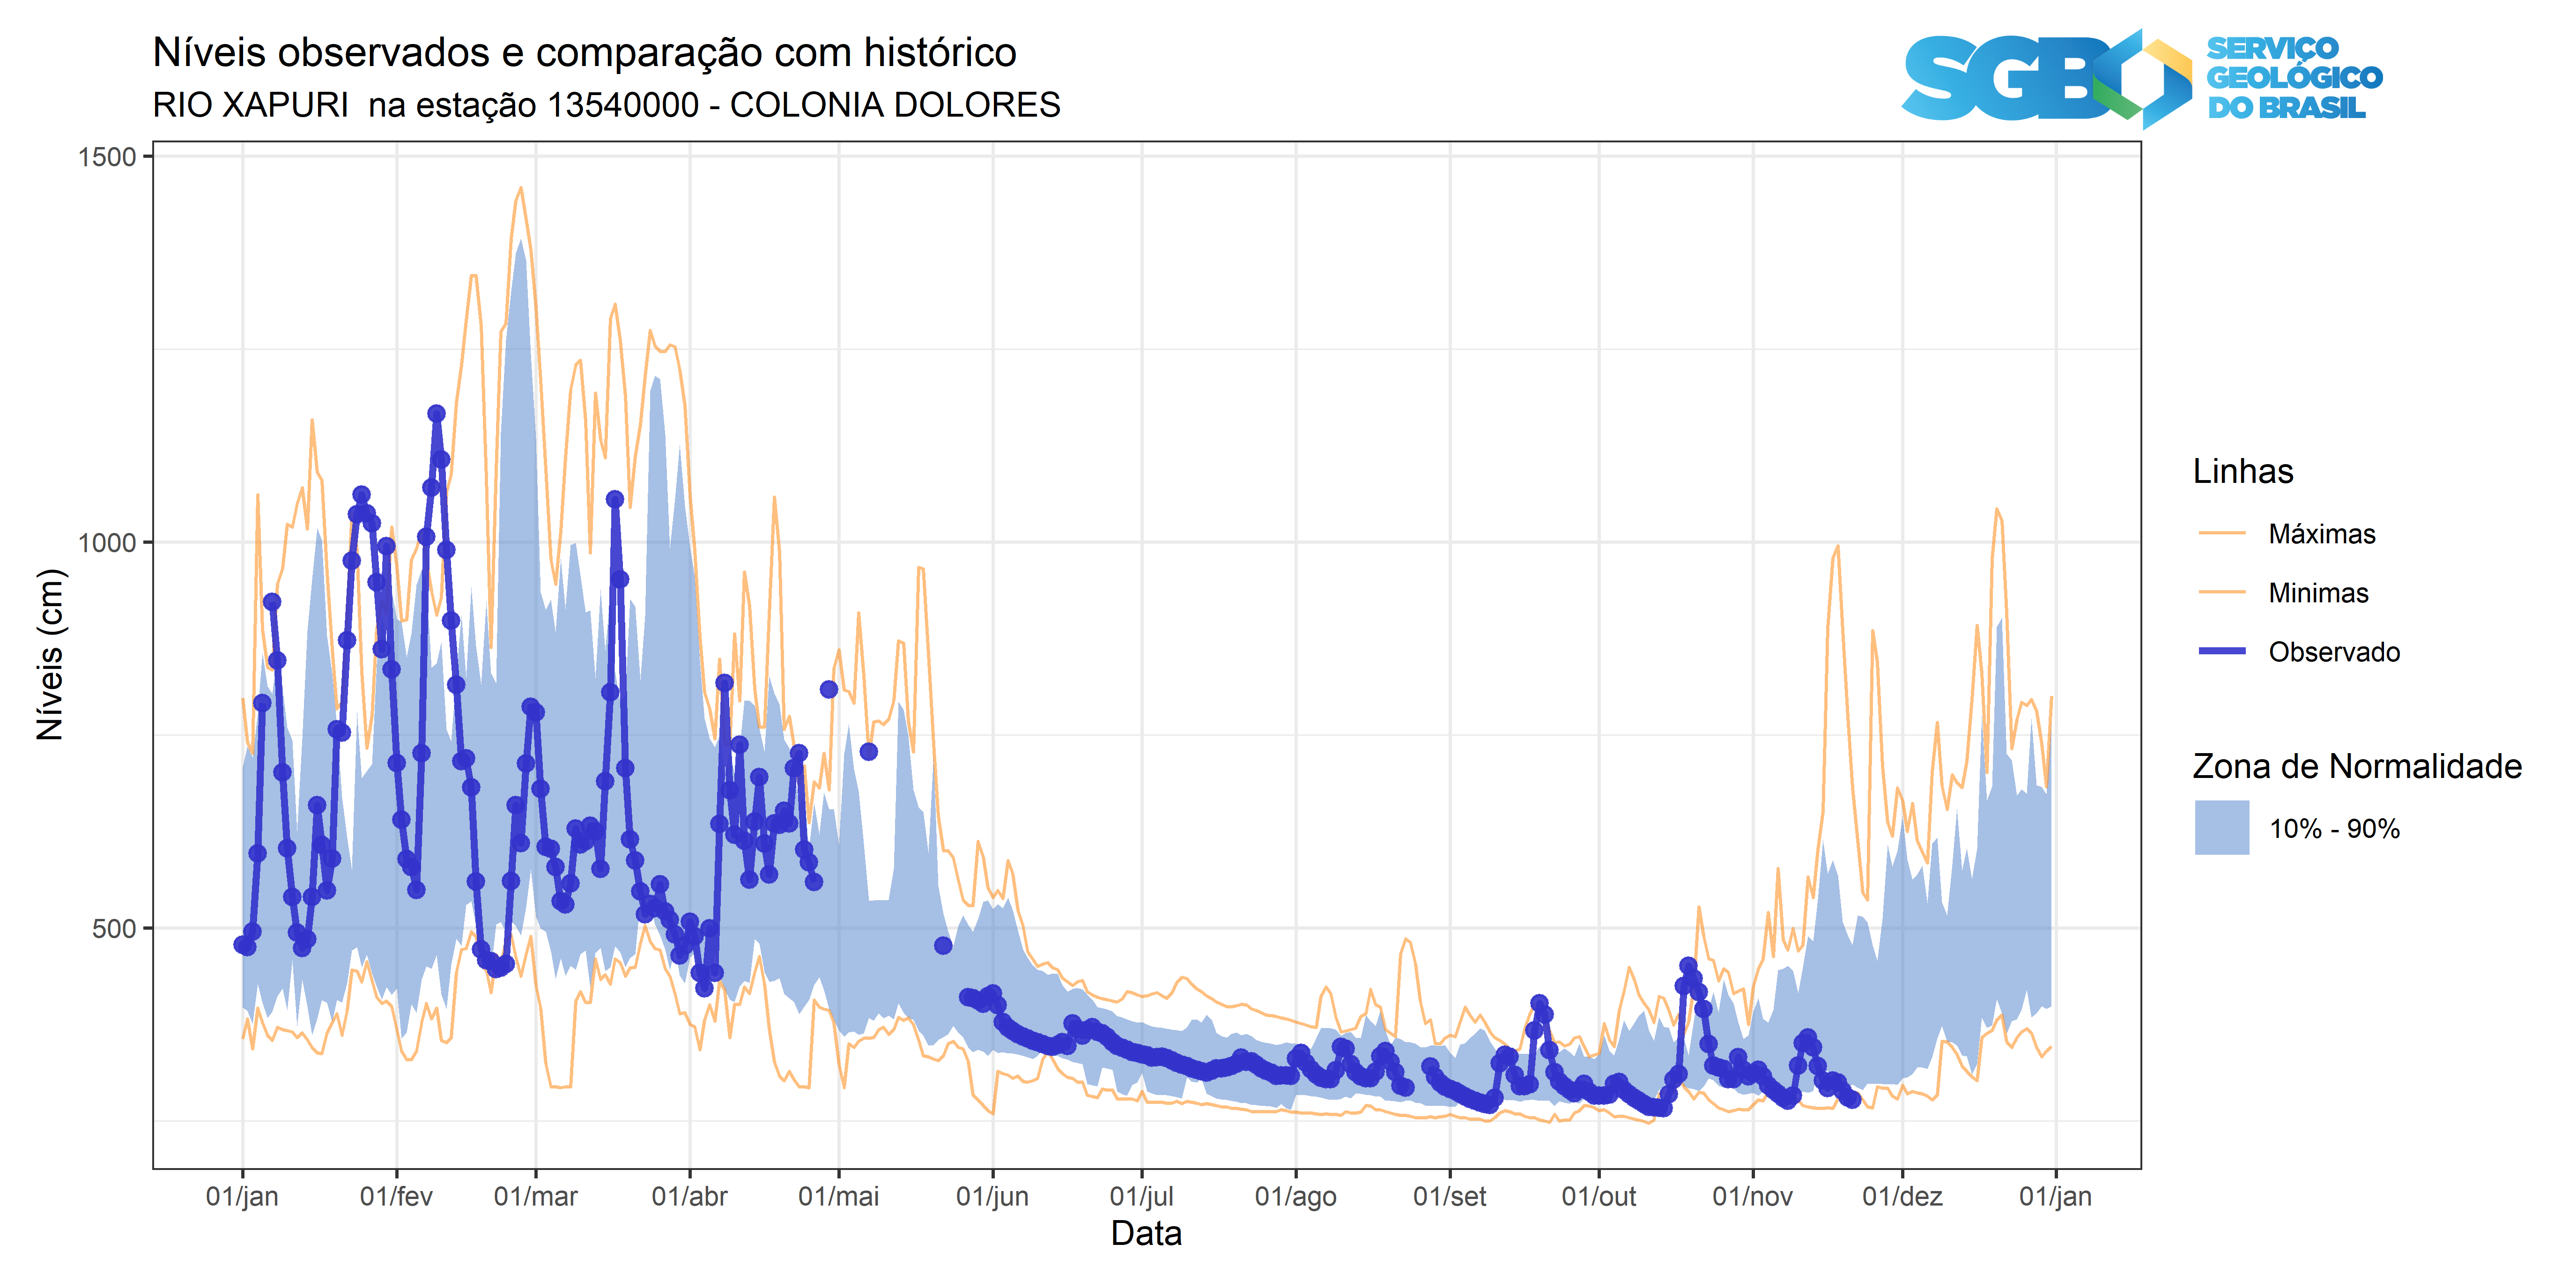 Níveis observados e comparação com histórico
RIO XAPURI na estação 13540000 - COLONIA DOLORES
SGB
SERVIÇO
GEOLÓGICO
DO BRASIL
1500
1000
500
Níveis (cm)
01/jan
01/fev
01/mar
01/abr
01/mai
01/jun
01/jul
01/ago
01/set
01/out
01/nov
01/dez
01/jan
Data
Linhas
Máximas
Minimas
Observado
Zona de Normalidade
10% - 90%